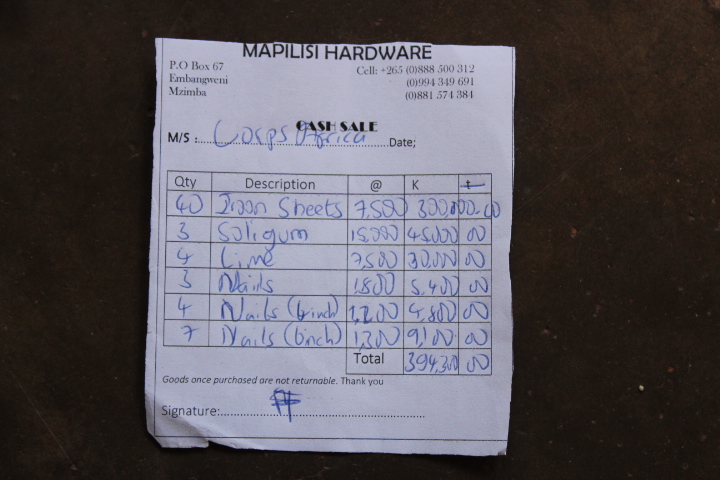 MAPILISI HARDWARE
P.O Box 67
Embangweni
Mzimba
Cell: +265 (0)888 500 312
(0)994 349 691
(0)881 574 384
CASH SALE
M/S :......Corps Africa......Date;
Qty Description @ K t
40 Iron Sheets 7,500 300,000.00
3 Soligum 15,000 45,000 00
4 Lime 7,500 30,000 00
3 Nails 1,800 5,400 00
4 Nails (4inch) 1,200 4,800 00
7 Nails (6inch) 1,300 9,100 00
Total 394,300 00
Goods once purchased are not returnable. Thank you
Signature:......